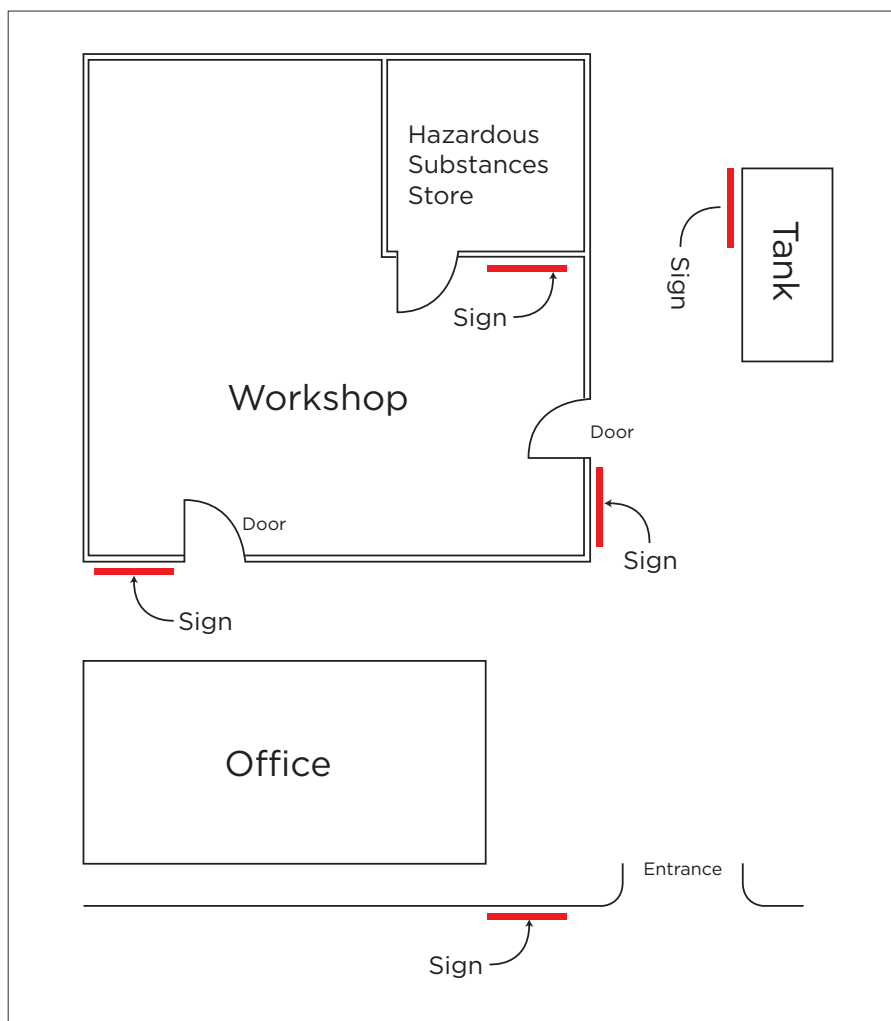 Hazardous
Substances
Store
Tank
Sign
Sign
Workshop
Door
Door
Sign
Sign
Office
Entrance
Sign